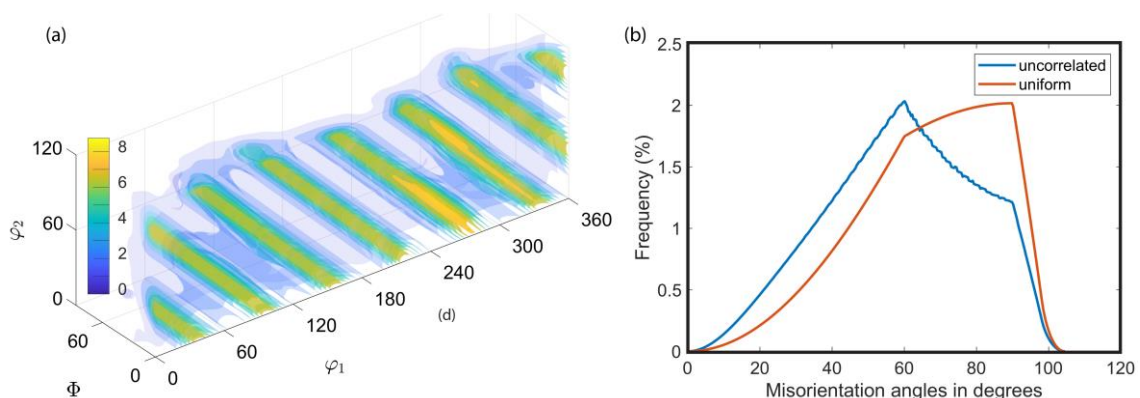 (a)
120
60
0
φ2
8
6
4
2
0
60
0
Φ
0
60
120
180
240
300
360
φ1
(d)
(b)
2.5
2
1.5
1
0.5
0
Frequency (%)
uncorrelated
uniform
0 20 40 60 80 100 120
Misorientation angles in degrees